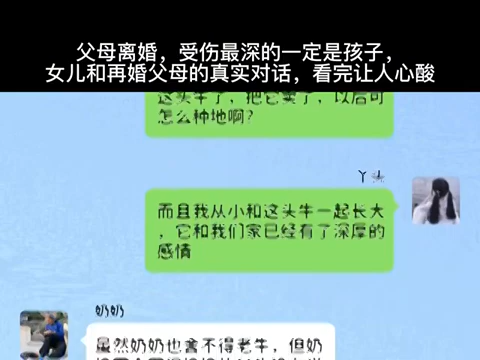 父母离婚，受伤最深的一定是孩子，
女儿和再婚父母的真实对话，看完让人心酸
这头牛了，把它卖了，以后可
怎么种地啊？
丫头
而且我从小和这头牛一起长大
，它和我们家已经有了深厚的
感情
奶奶
虽然奶奶也舍不得老牛，但奶